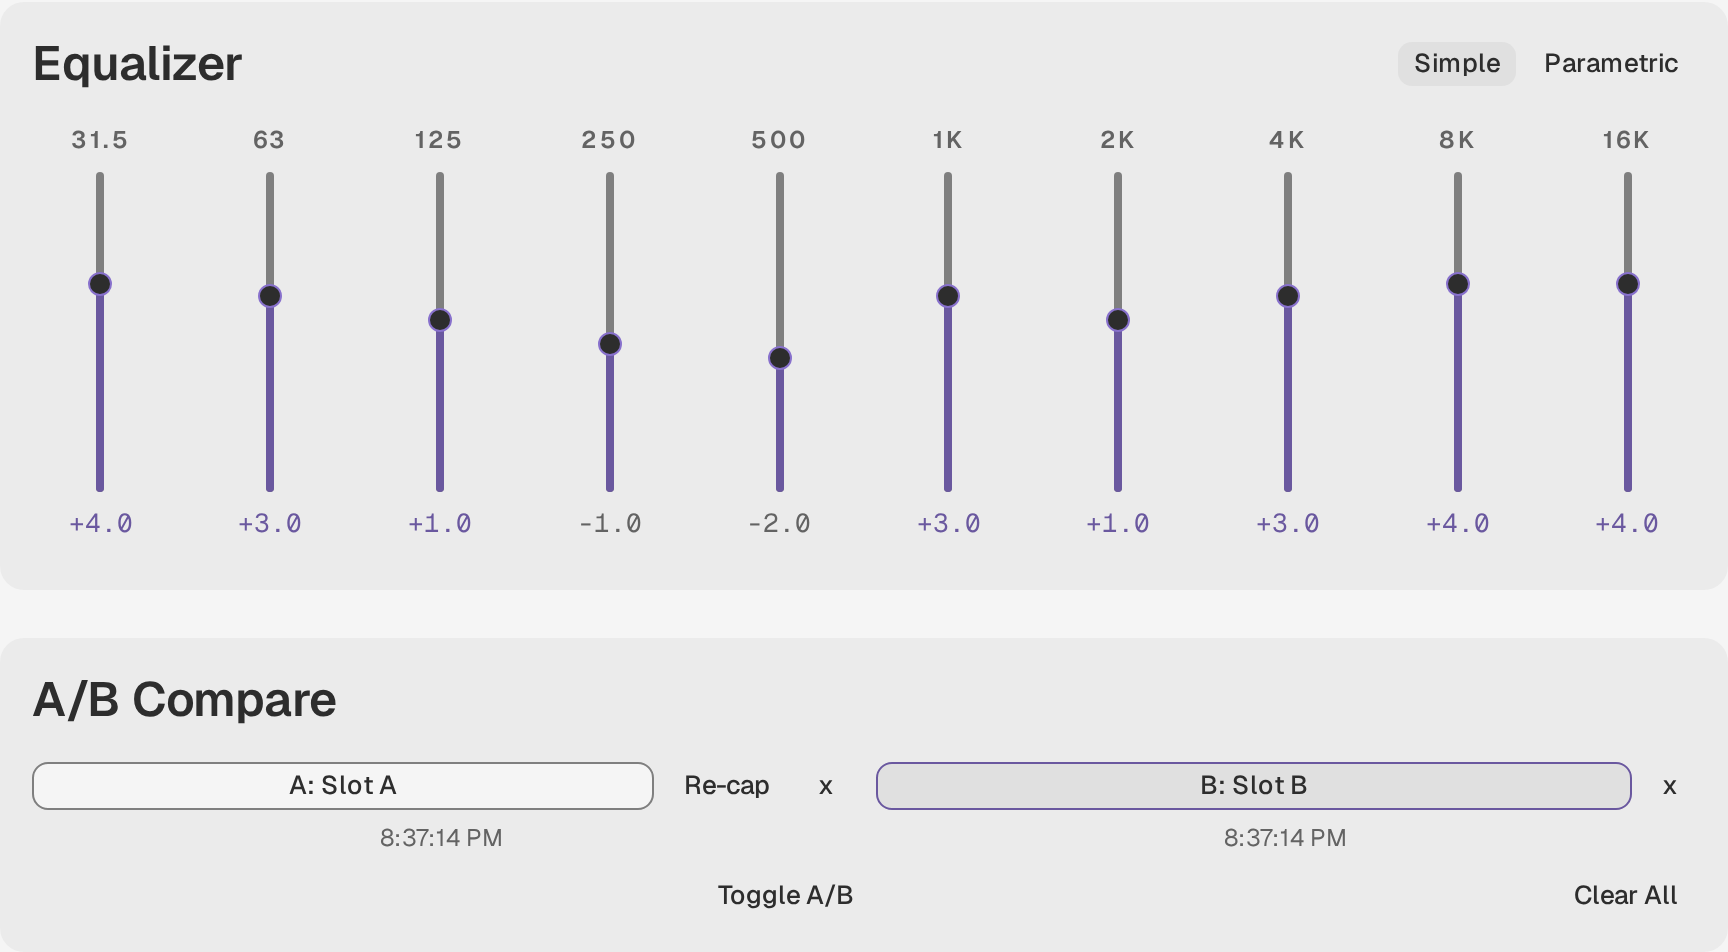 Equalizer
Simple Parametric
31.5 63 125 250 500 1K 2K 4K 8K 16K
+4.0 +3.0 +1.0 -1.0 -2.0 +3.0 +1.0 +3.0 +4.0 +4.0
A/B Compare
A: Slot A Re-cap x B: Slot B x
8:37:14 PM 8:37:14 PM
Toggle A/B Clear All